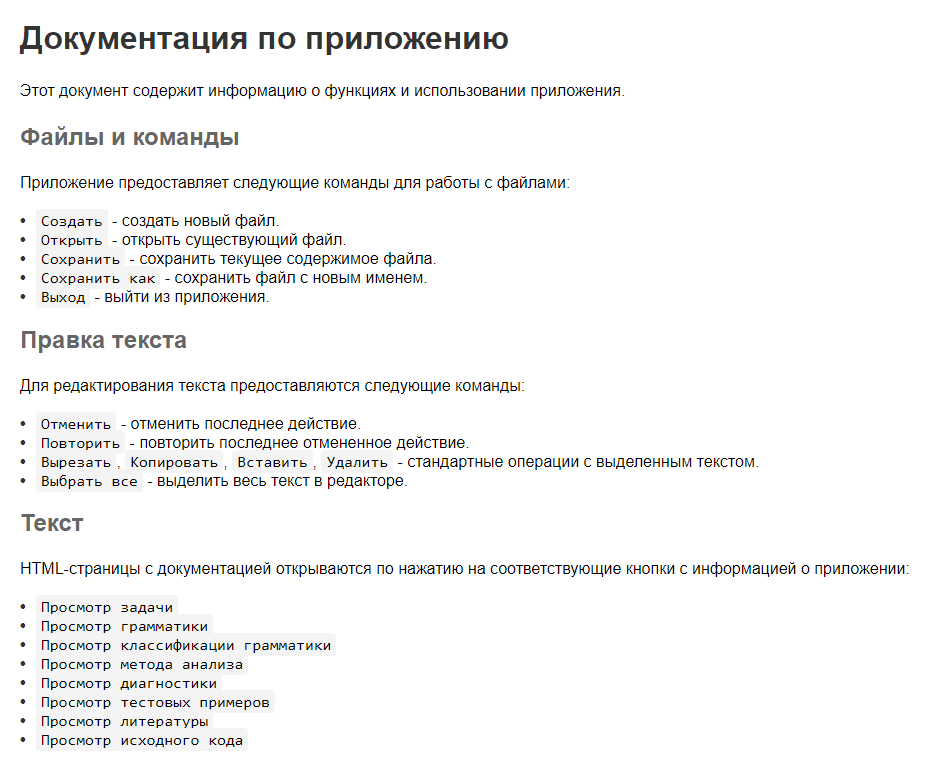 Документация по приложению
Этот документ содержит информацию о функциях и использовании приложения.
Файлы и команды
Приложение предоставляет следующие команды для работы с файлами:
• Создать - создать новый файл.
• Открыть - открыть существующий файл.
• Сохранить - сохранить текущее содержимое файла.
• Сохранить как - сохранить файл с новым именем.
• Выход - выйти из приложения.
Правка текста
Для редактирования текста предоставляются следующие команды:
• Отменить - отменить последнее действие.
• Повторить - повторить последнее отмененное действие.
• Вырезать, Копировать, Вставить, Удалить - стандартные операции с выделенным текстом.
• Выбрать все - выделить весь текст в редакторе.
Текст
HTML-страницы с документацией открываются по нажатию на соответствующие кнопки с информацией о приложении:
• Просмотр задачи
• Просмотр грамматики
• Просмотр классификации грамматики
• Просмотр метода анализа
• Просмотр диагностики
• Просмотр тестовых примеров
• Просмотр литературы
• Просмотр исходного кода